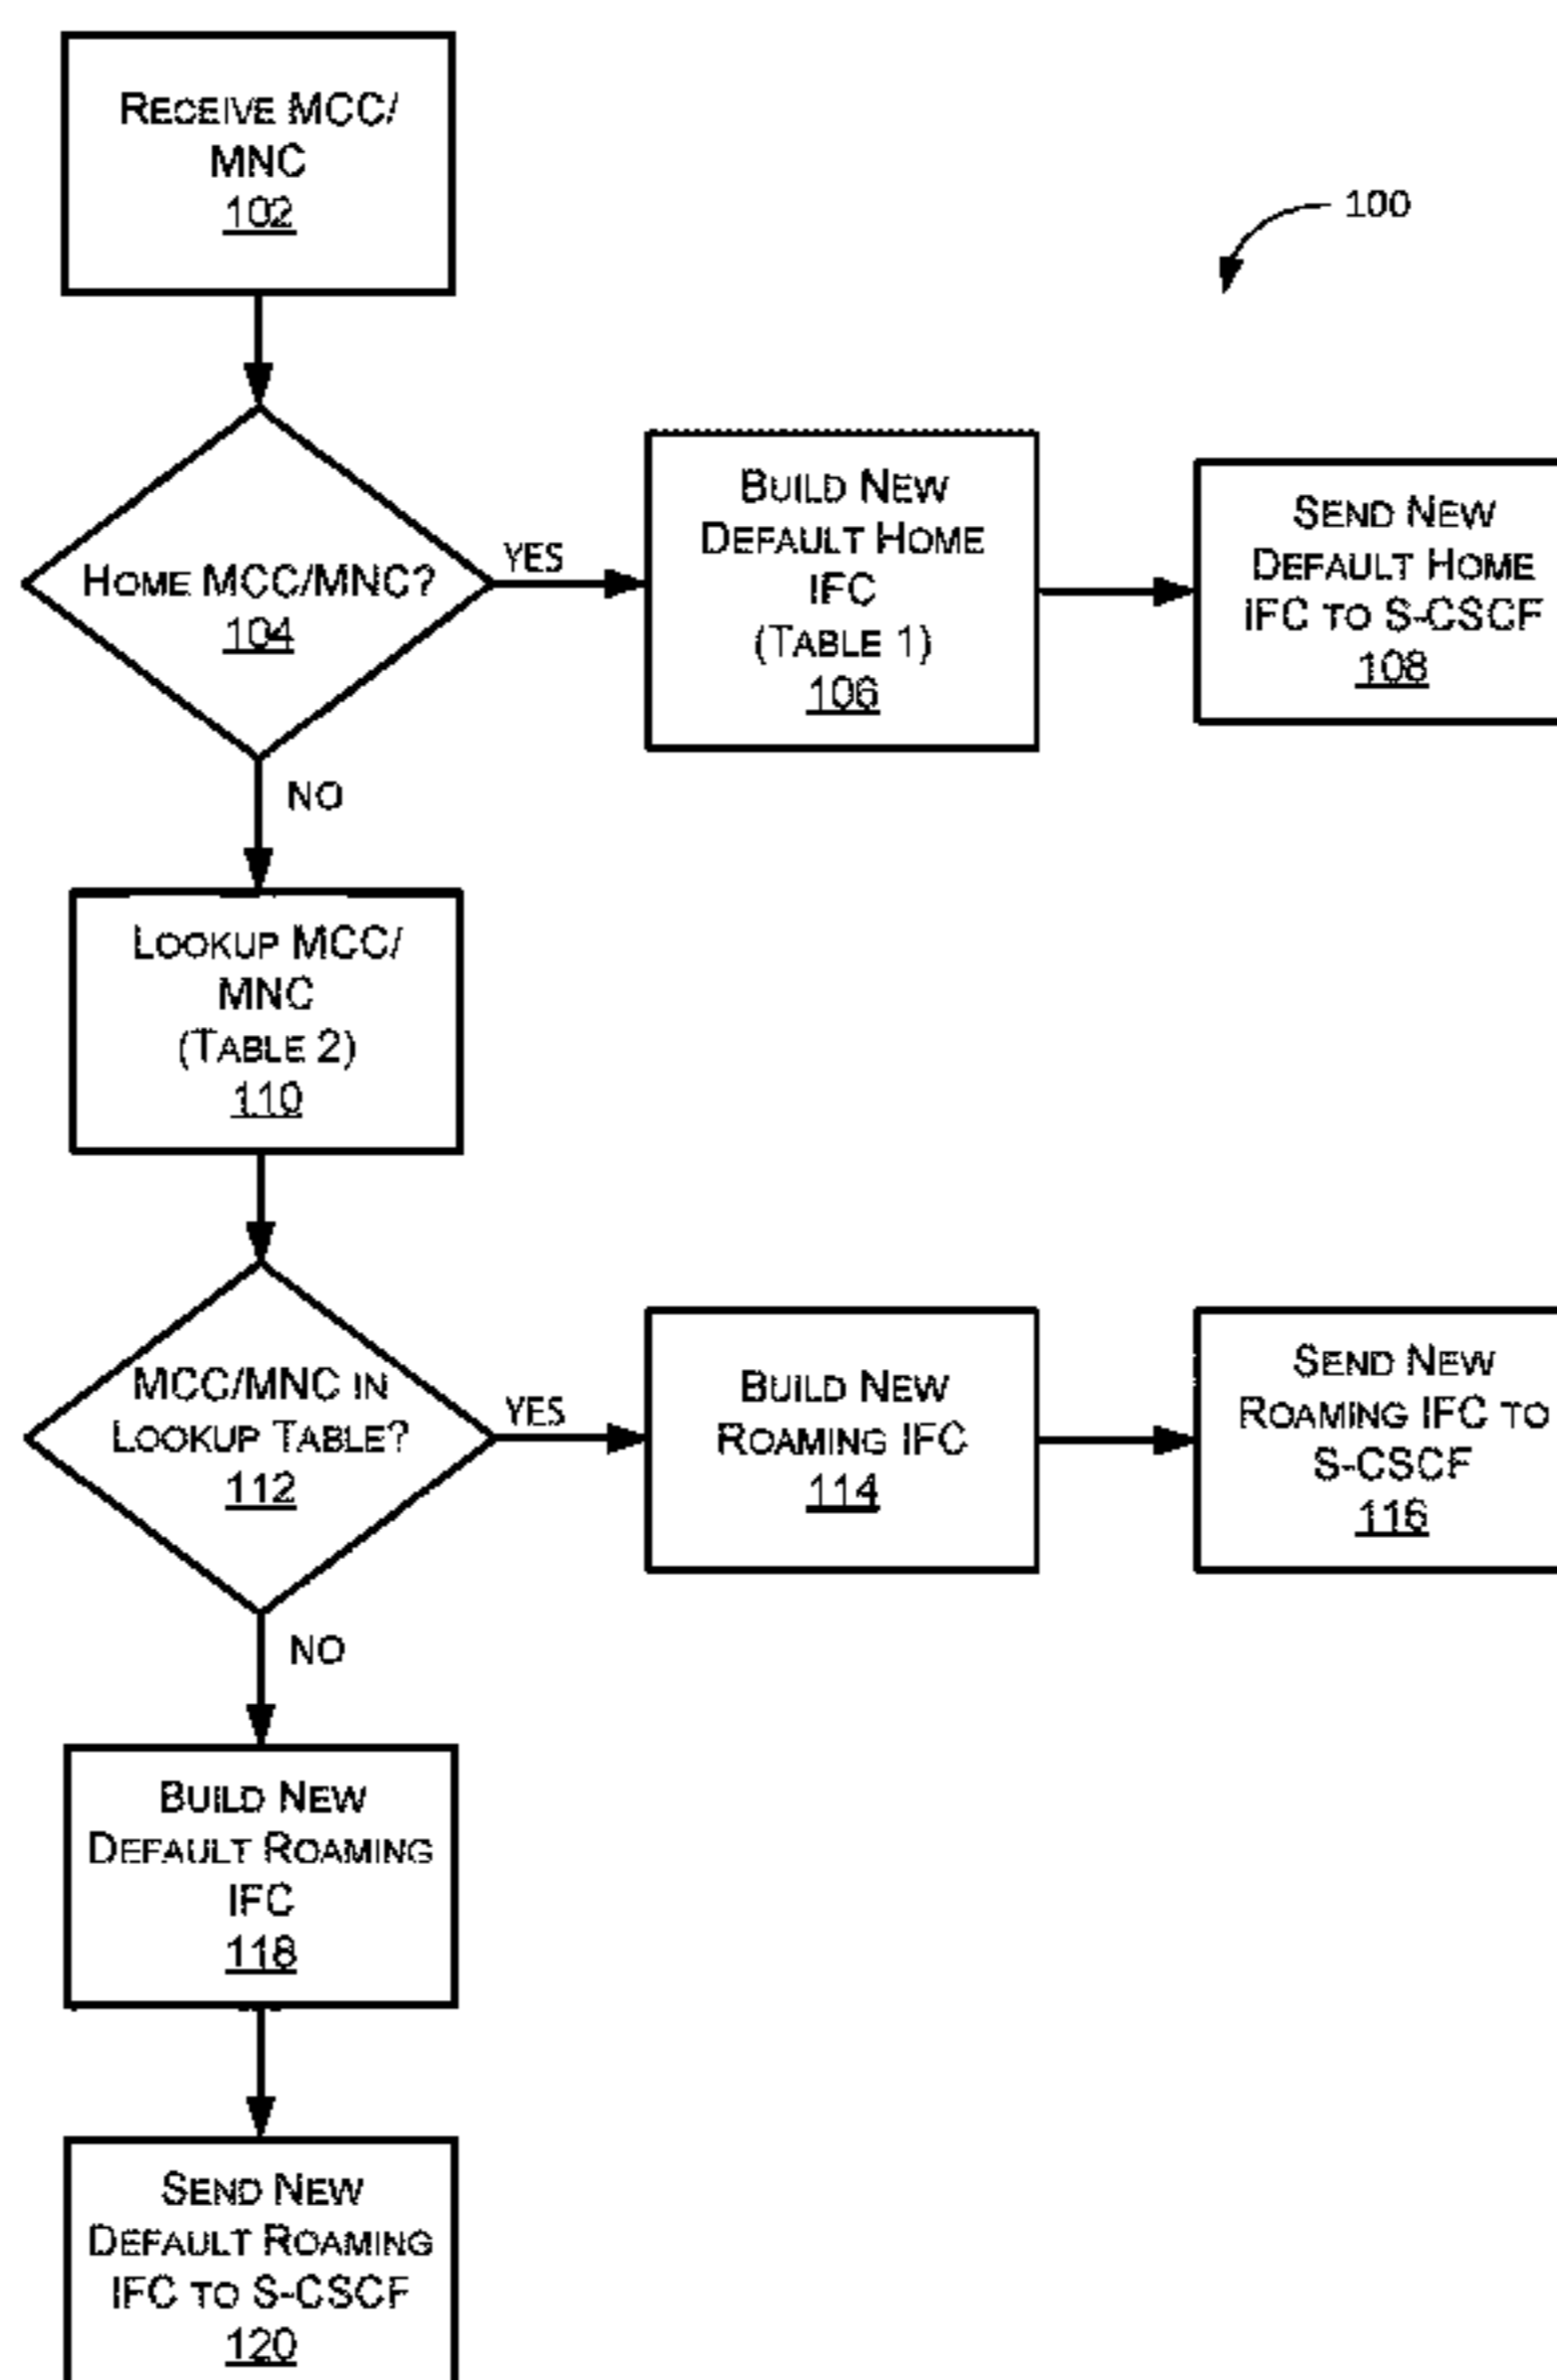 RECEIVE MCC/
MNC
102
100
HOME MCC/MNC?
104
YES
BUILD NEW
DEFAULT HOME
IFC
(TABLE 1)
106
SEND NEW
DEFAULT HOME
IFC TO S-CSCF
108
NO
LOOKUP MCC/
MNC
(TABLE 2)
110
MCC/MNC IN
LOOKUP TABLE?
112
YES
BUILD NEW
ROAMING IFC
114
SEND NEW
ROAMING IFC TO
S-CSCF
116
NO
BUILD NEW
DEFAULT ROAMING
IFC
118
SEND NEW
DEFAULT ROAMING
IFC TO S-CSCF
120